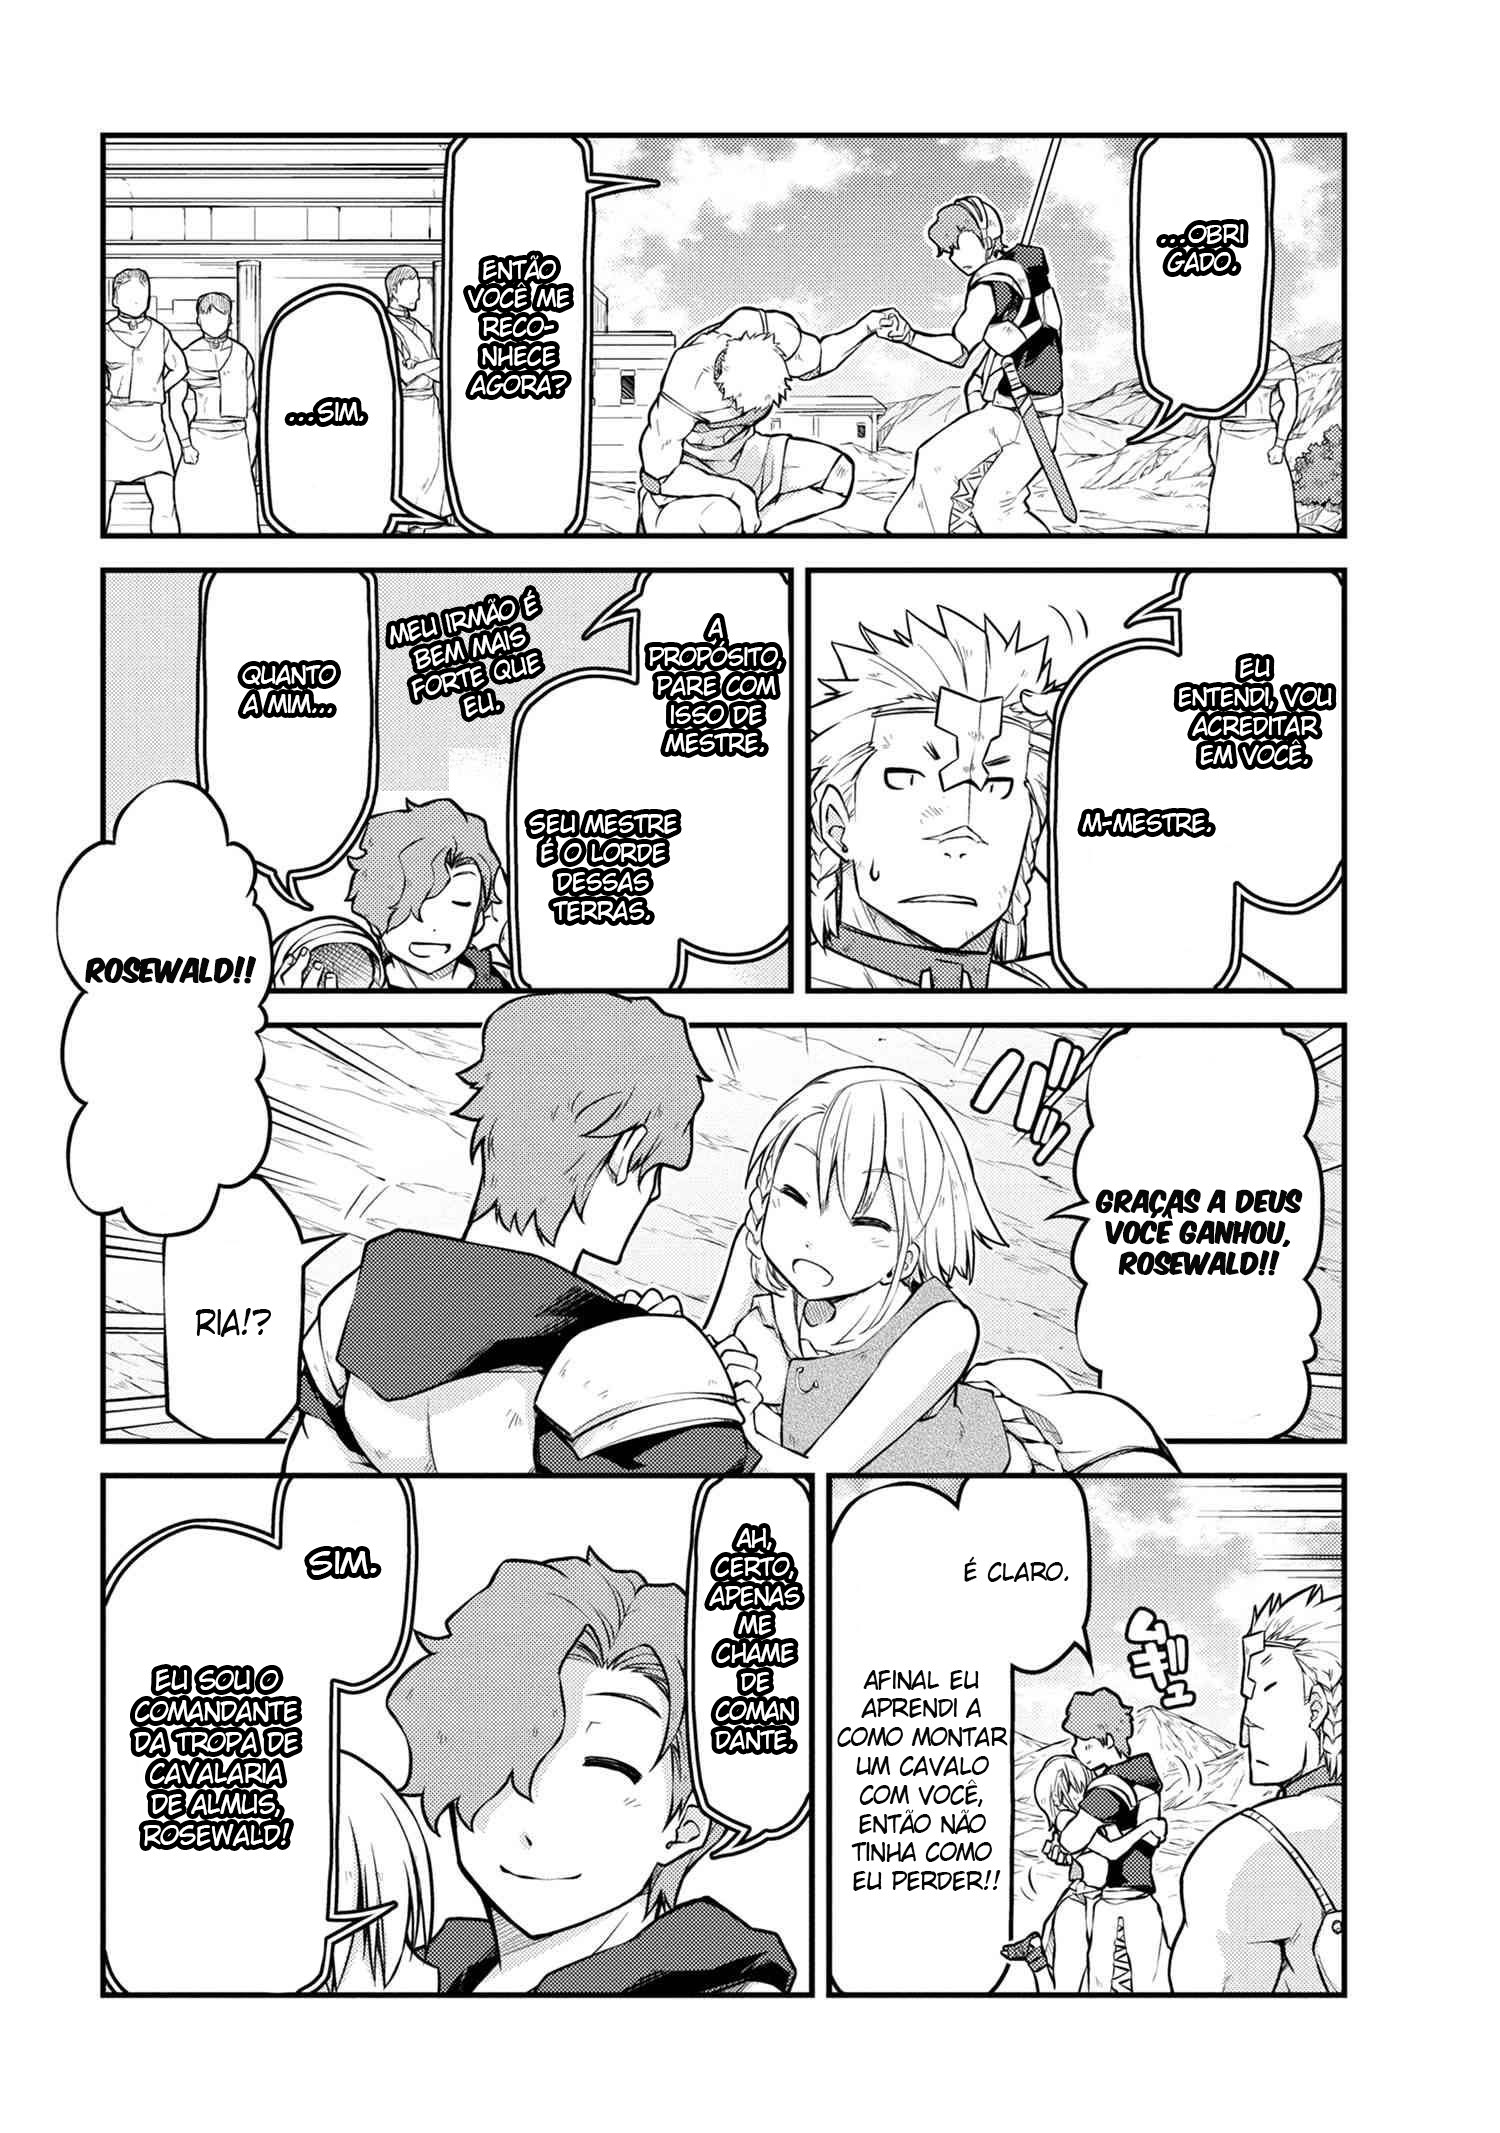 ...OBRI
GADO.
ENTÃO
VOCÊ ME
RECO-
NHECE
AGORA?
...SIM.
EU
ENTENDI, VOU
ACREDITAR
EM VOCÊ.
M-MESTRE.
A
PROPÓSITO,
PARE COM
ISSO DE
MESTRE.
SEU MESTRE
É O LORDE
DESSAS
TERRAS.
MEU IRMÃO É
BEM MAIS
FORTE QUE
EU.
QUANTO
A MIM...
ROSEWALD!!
GRAÇAS A DEUS
VOCÊ GANHOU,
ROSEWALD!!
RIA!?
É CLARO.
AFINAL EU
APRENDI A
COMO MONTAR
UM CAVALO
COM VOCÊ,
ENTÃO NÃO
TINHA COMO
EU PERDER!!
ムギュ
AH,
CERTO,
APENAS
ME
CHAME
DE
COMAN
DANTE.
SIM.
EU SOU O
COMANDANTE
DA TROPA DE
CAVALARIA
DE ALMUS,
ROSEWALD!